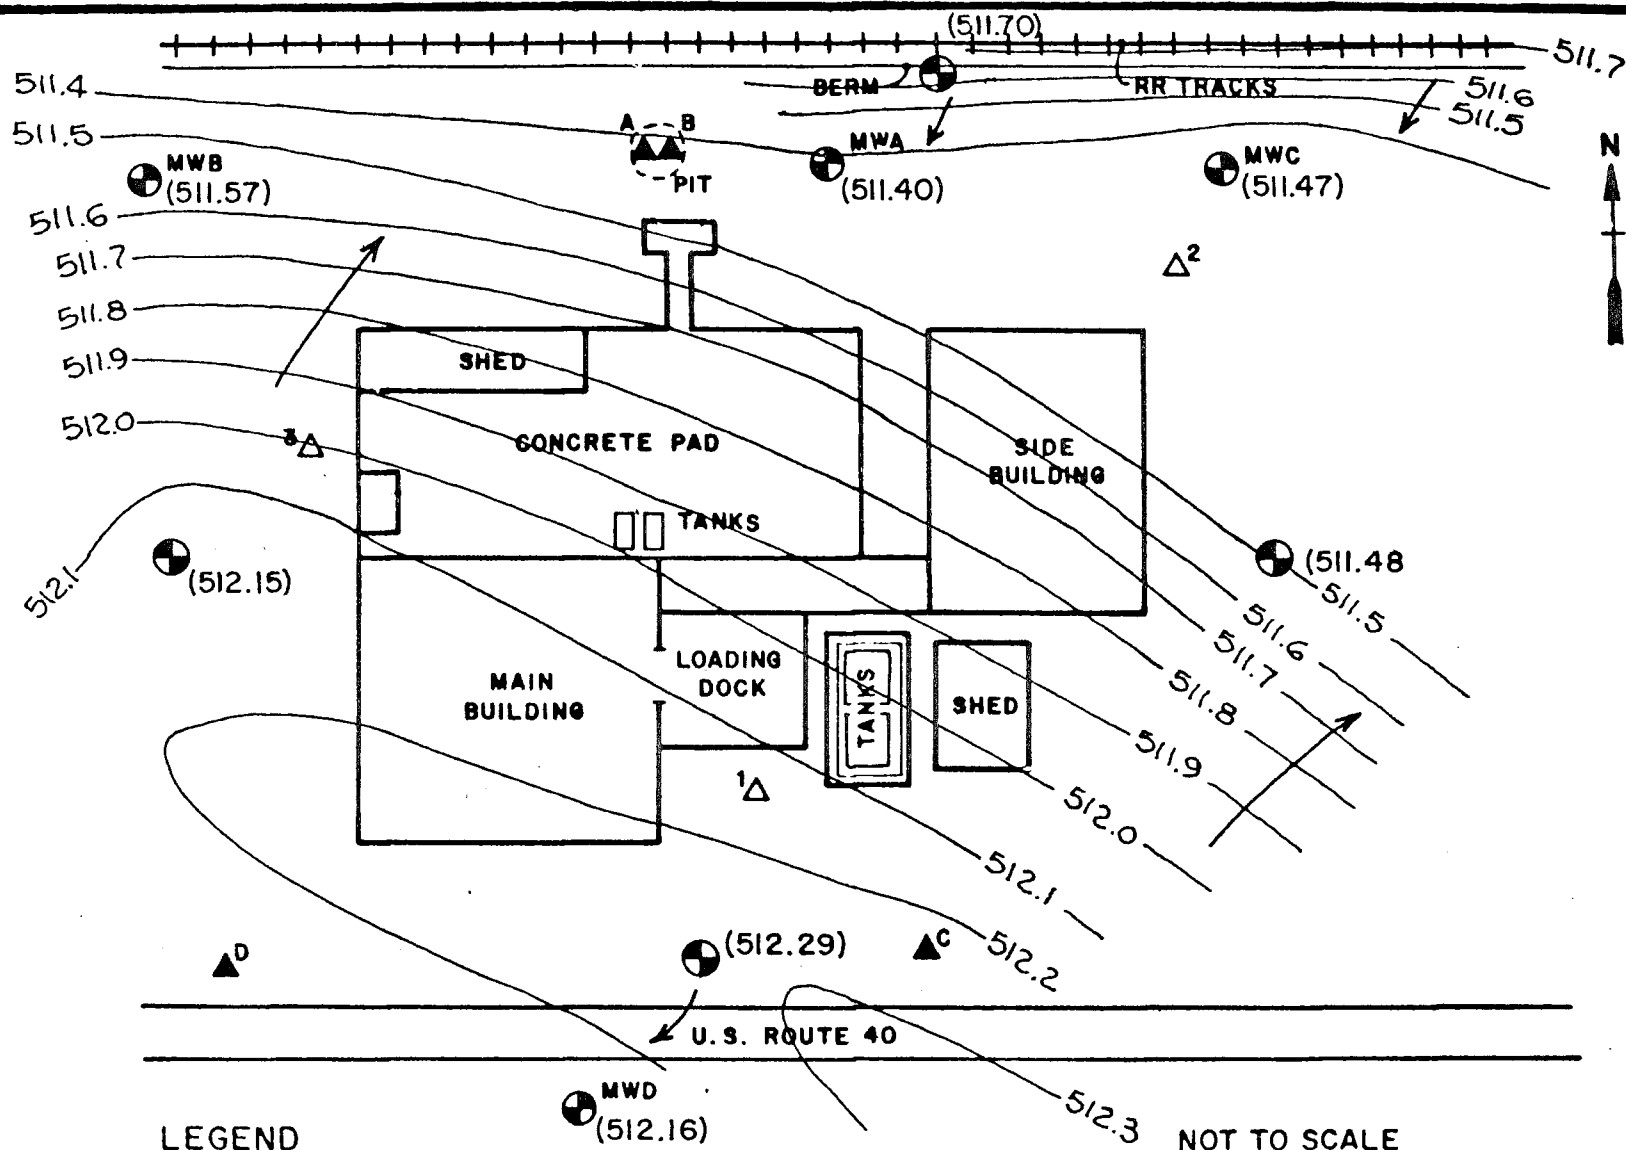 (511.70)
511.7
511.4
BERM
RR TRACKS
511.6
511.5
A
B
511.5
MWA
N
MWB
(511.57)
PIT
(511.40)
MWC
(511.47)
511.6
511.7
2
511.8
SHED
511.9
512.0
3
CONCRETE PAD
SIDE
BUILDING
TANKS
(511.48
512.1
(512.15)
511.5
511.6
511.7
LOADING
DOCK
TANKS
511.8
MAIN
BUILDING
SHED
511.9
1
512.0
512.1
D
(512.29)
C
512.2
U.S. ROUTE 40
MWD
(512.16)
512.3
LEGEND
NOT TO SCALE